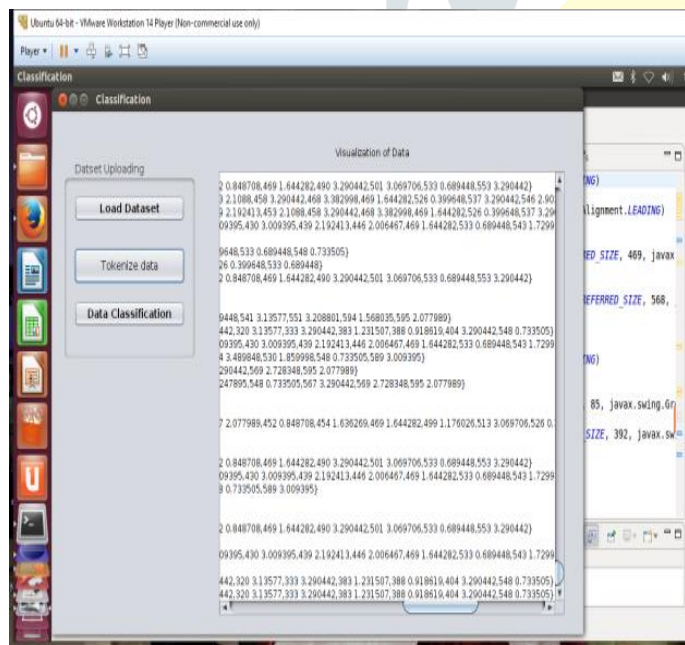 Ubuntu 64-bit - VMware Workstation 14 Player (Non-commercial use only)
Player
Classification
Classification
Visualization of Data
Datset Uploading
Load Dataset
Tokenize data
Data Classification
2 0.848708,469 1.644282,490 3.290442,501 3.069706,533 0.689448,553 3.290442}
3 2.1088,458 3.290442,468 3.382998,469 1.644282,526 0.399648,537 3.290442,546 2.90
9 2.192413,453 2.1088,458 3.290442,468 3.382998,469 1.644282,526 0.399648,537 3.29
09395,430 3.009395,439 2.192413,446 2.006467,469 1.644282,533 0.689448,543 1.7299
9648,533 0.689448,548 0.733505}
26 0.399648,533 0.689448}
2 0.848708,469 1.644282,490 3.290442,501 3.069706,533 0.689448,553 3.290442}
9448,541 3.13577,551 3.208801,594 1.568035,595 2.077989}
442,320 3.13577,333 3.290442,383 1.231507,388 0.918619,404 3.290442,548 0.733505}
09395,430 3.009395,439 2.192413,446 2.006467,469 1.644282,533 0.689448,543 1.7299
4 3.489848,530 1.859998,548 0.733505,589 3.009395}
290442,569 2.728348,595 2.077989}
247895,548 0.733505,567 3.290442,569 2.728348,595 2.077989}
7 2.077989,452 0.848708,454 1.636269,469 1.644282,499 1.176026,513 3.069706,526 0.
2 0.848708,469 1.644282,490 3.290442,501 3.069706,533 0.689448,553 3.290442}
09395,430 3.009395,439 2.192413,446 2.006467,469 1.644282,533 0.689448,543 1.7299
8 0.733505,589 3.009395}
2 0.848708,469 1.644282,490 3.290442,501 3.069706,533 0.689448,553 3.290442}
09395,430 3.009395,439 2.192413,446 2.006467,469 1.644282,533 0.689448,543 1.7299
442,320 3.13577,333 3.290442,383 1.231507,388 0.918619,404 3.290442,548 0.733505}
442,320 3.13577,333 3.290442,383 1.231507,388 0.918619,404 3.290442,548 0.733505}
NG)
lignment.LEADING)
RED_SIZE, 469, javax
REFERRED_SIZE, 568,
NG)
85, javax.swing.Gr
SIZE, 392, javax.sw